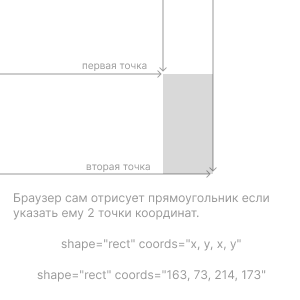 первая точка
вторая точка
Браузер сам отрисует прямоугольник если
указать ему 2 точки координат.
shape="rect" coords="x, y, x, y"
shape="rect" coords="163, 73, 214, 173"